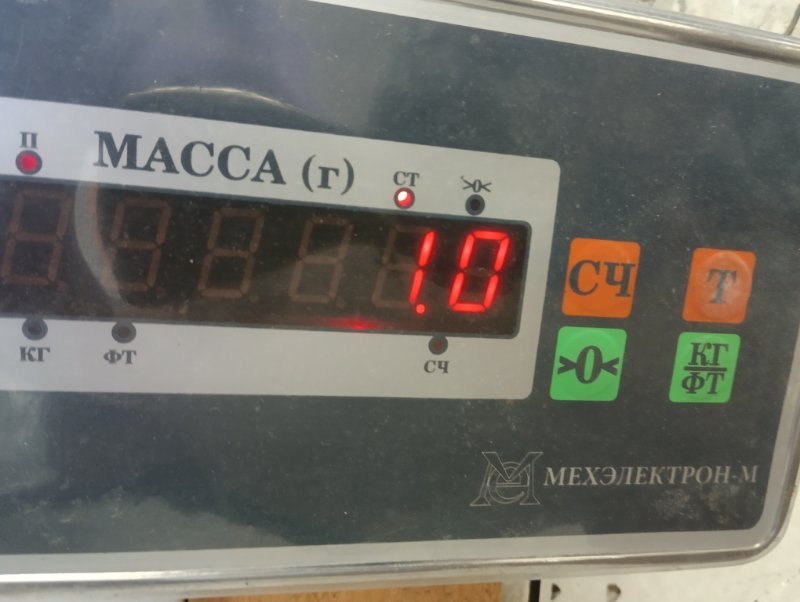 П
МАССА (г)
СТ
>0<
1.0
КГ
ФТ
СЧ
СЧ
Т
>0<
КГ
ФТ
МЕХЭЛЕКТРОН-М